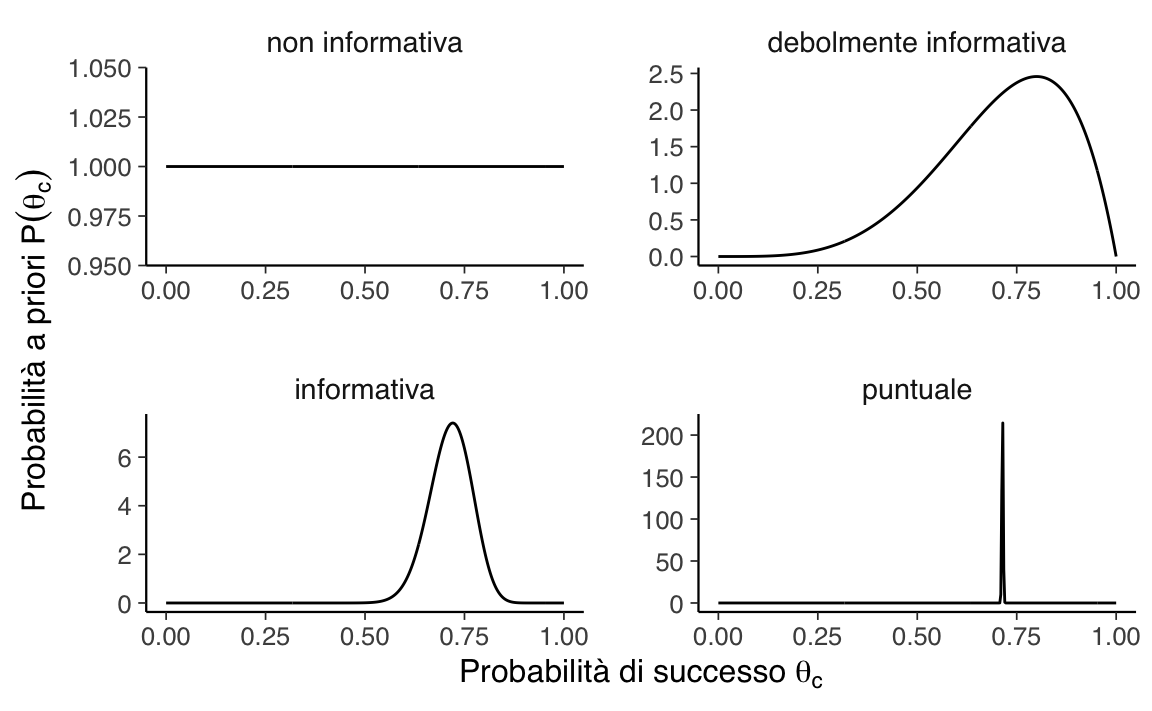 non informativa
debolmente informativa
1.050
1.025
1.000
0.975
0.950
0.00 0.25 0.50 0.75 1.00
2.5
2.0
1.5
1.0
0.5
0.0
0.00 0.25 0.50 0.75 1.00
Probabilità a priori P(θc)
informativa
puntuale
6
4
2
0
0.00 0.25 0.50 0.75 1.00
200
150
100
50
0
0.00 0.25 0.50 0.75 1.00
Probabilità di successo θc